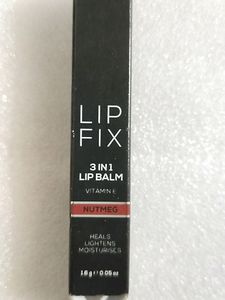 LIP
FIX
3 IN 1
LIP BALM
VITAMIN E
NUTMEG
HEALS
LIGHTENS
MOISTURISES
1.6 g / 0.05 oz